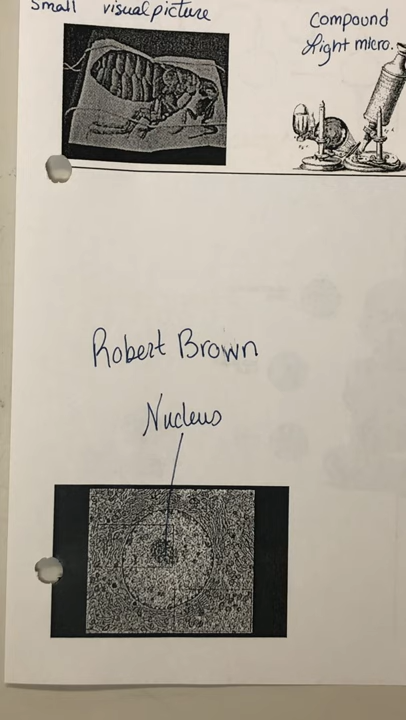 Small visual picture
Compound
Light micro.
Robert Brown
Nucleus